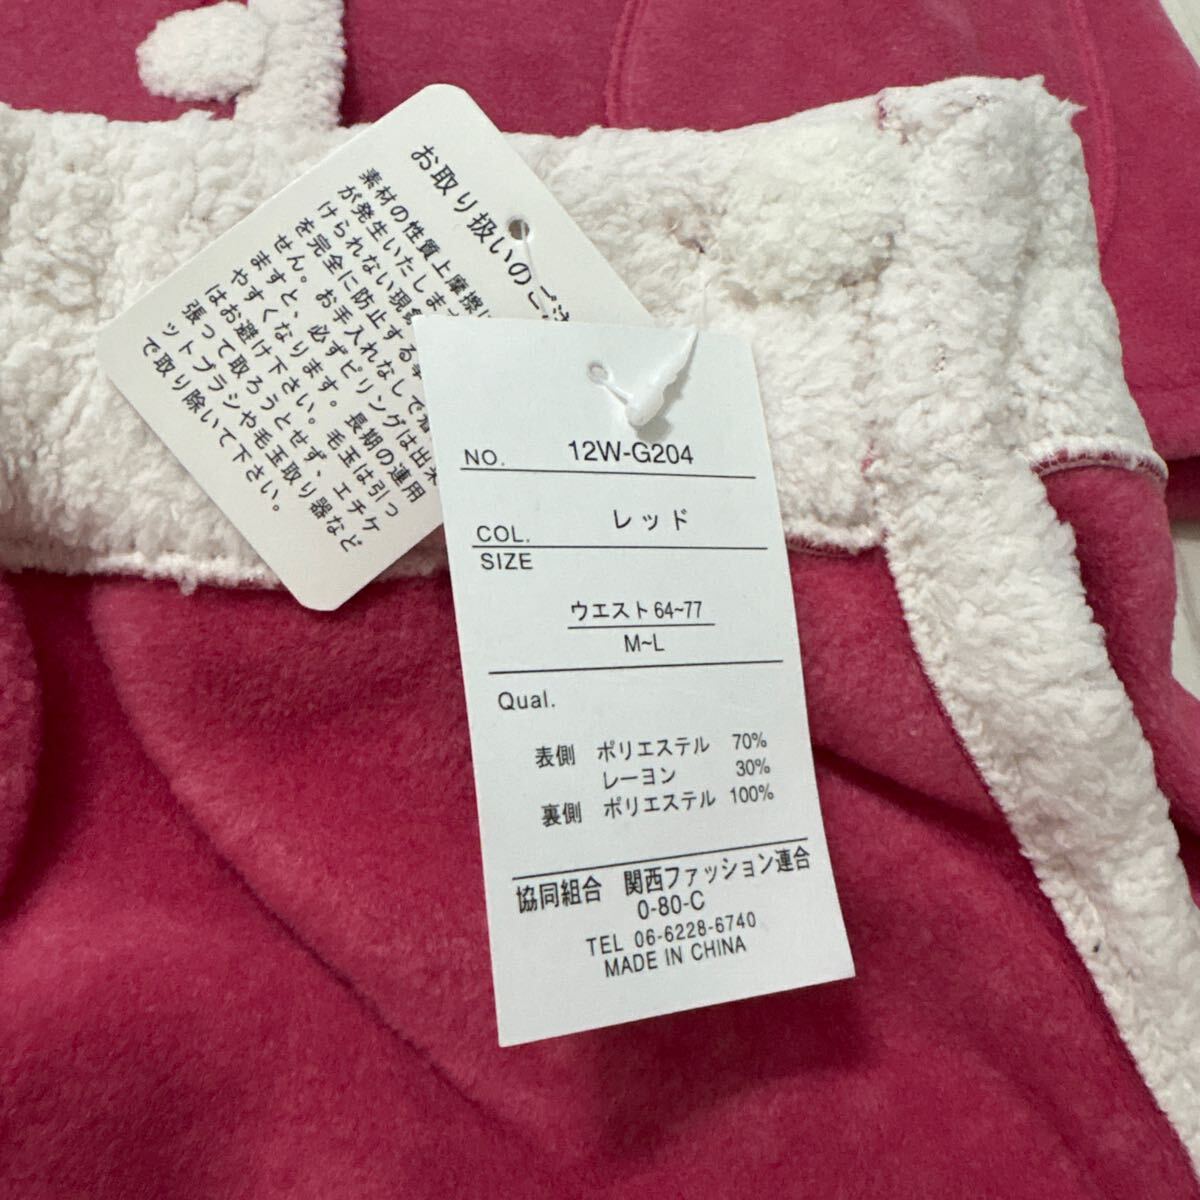 お取り扱いのご注
素材の性質上摩擦に
が発生いたしま
けられない現
を完全に防止する
せん。お手入れなしで
ますと、必ずピリングは出来
やすくなります。長期の連用
はお避け下さい。毛玉は引っ
張って取ろうとせず、エチケ
ットブラシや毛玉取り器など
で取り除いて下さい。
NO. 12W-G204
COL. レッド
SIZE
ウエスト 64~77
M~L
Qual.
表側 ポリエステル 70%
レーヨン 30%
裏側 ポリエステル 100%
協同組合 関西ファッション連合
0-80-C
TEL 06-6228-6740
MADE IN CHINA